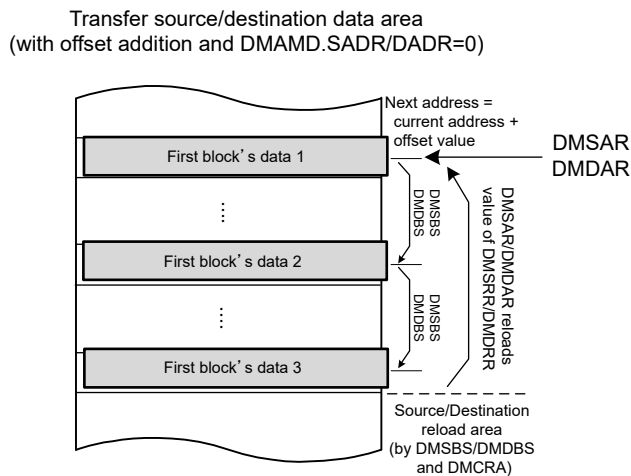 Transfer source/destination data area
(with offset addition and DMAMD.SADR/DADR=0)
Next address =
current address +
offset value
DMSAR
DMDAR
First block’s data 1
DMSBS
DMDBS
DMSAR/DMDAR reloads
value of DMSRR/DMDRR
First block’s data 2
DMSBS
DMDBS
First block’s data 3
Source/Destination
reload area
(by DMSBS/DMDBS
and DMCRA)